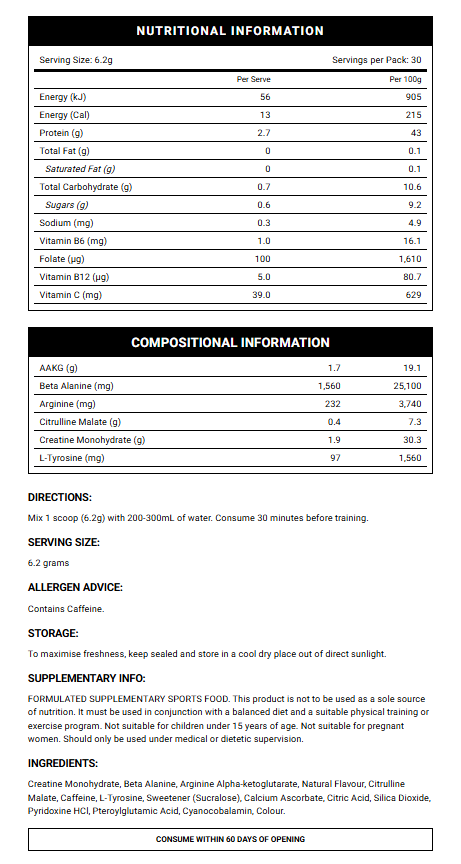 NUTRITIONAL INFORMATION
Serving Size: 6.2g Servings per Pack: 30
Per Serve Per 100g
Energy (kJ) 56 905
Energy (Cal) 13 215
Protein (g) 2.7 43
Total Fat (g) 0 0.1
Saturated Fat (g) 0 0.1
Total Carbohydrate (g) 0.7 10.6
Sugars (g) 0.6 9.2
Sodium (mg) 0.3 4.9
Vitamin B6 (mg) 1.0 16.1
Folate (µg) 100 1,610
Vitamin B12 (µg) 5.0 80.7
Vitamin C (mg) 39.0 629
COMPOSITIONAL INFORMATION
AAKG (g) 1.7 19.1
Beta Alanine (mg) 1,560 25,100
Arginine (mg) 232 3,740
Citrulline Malate (g) 0.4 7.3
Creatine Monohydrate (g) 1.9 30.3
L-Tyrosine (mg) 97 1,560
DIRECTIONS:
Mix 1 scoop (6.2g) with 200-300mL of water. Consume 30 minutes before training.
SERVING SIZE:
6.2 grams
ALLERGEN ADVICE:
Contains Caffeine.
STORAGE:
To maximise freshness, keep sealed and store in a cool dry place out of direct sunlight.
SUPPLEMENTARY INFO:
FORMULATED SUPPLEMENTARY SPORTS FOOD. This product is not to be used as a sole source
of nutrition. It must be used in conjunction with a balanced diet and a suitable physical training or
exercise program. Not suitable for children under 15 years of age. Not suitable for pregnant
women. Should only be used under medical or dietetic supervision.
INGREDIENTS:
Creatine Monohydrate, Beta Alanine, Arginine Alpha-ketoglutarate, Natural Flavour, Citrulline
Malate, Caffeine, L-Tyrosine, Sweetener (Sucralose), Calcium Ascorbate, Citric Acid, Silica Dioxide,
Pyridoxine HCl, Pteroylglutamic Acid, Cyanocobalamin, Colour.
CONSUME WITHIN 60 DAYS OF OPENING